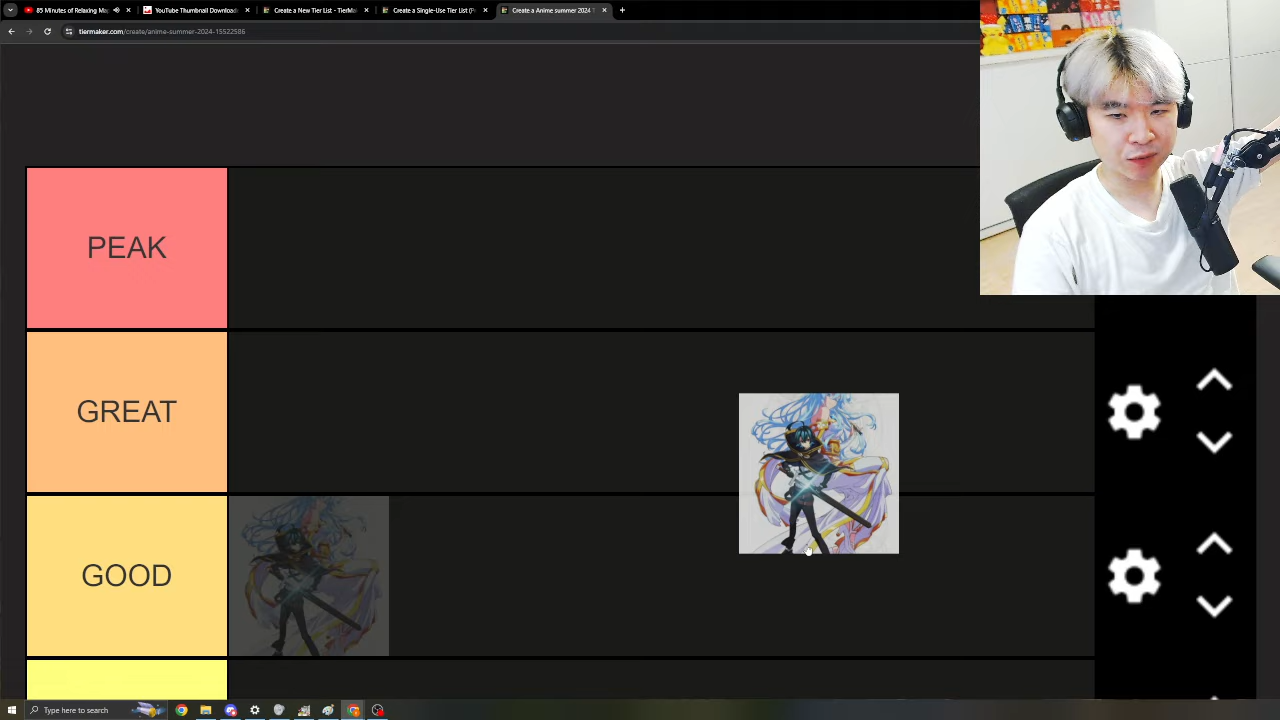 85 Minutes of Relaxing Ma
YouTube Thumbnail Download
Create a New Tier List - TierMa
Create a Single-Use Tier List (P
Create a Anime summer 2024 T
tiermaker.com/create/anime-summer-2024-15522586
PEAK
GREAT
GOOD
Type here to search